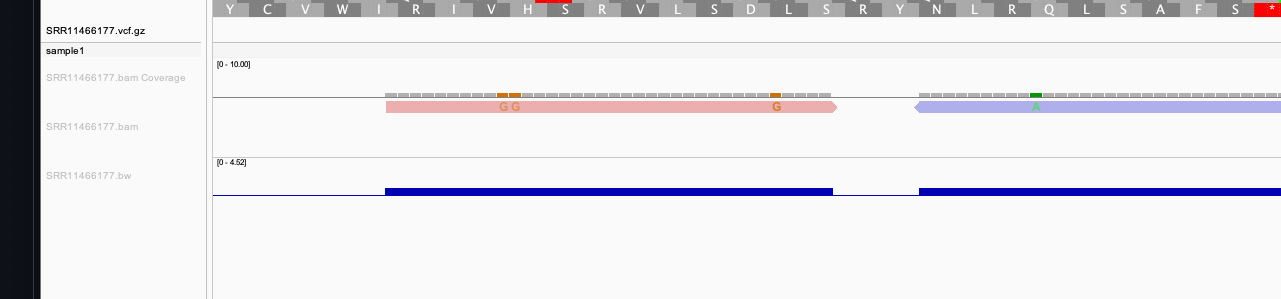 Y C V W I R I V H S R V L S D L S R Y N L R Q L S A F S *
SRR11466177.vcf.gz
sample1
[0 - 10.00]
SRR11466177.bam Coverage
G G G A
SRR11466177.bam
[0 - 4.52]
SRR11466177.bw